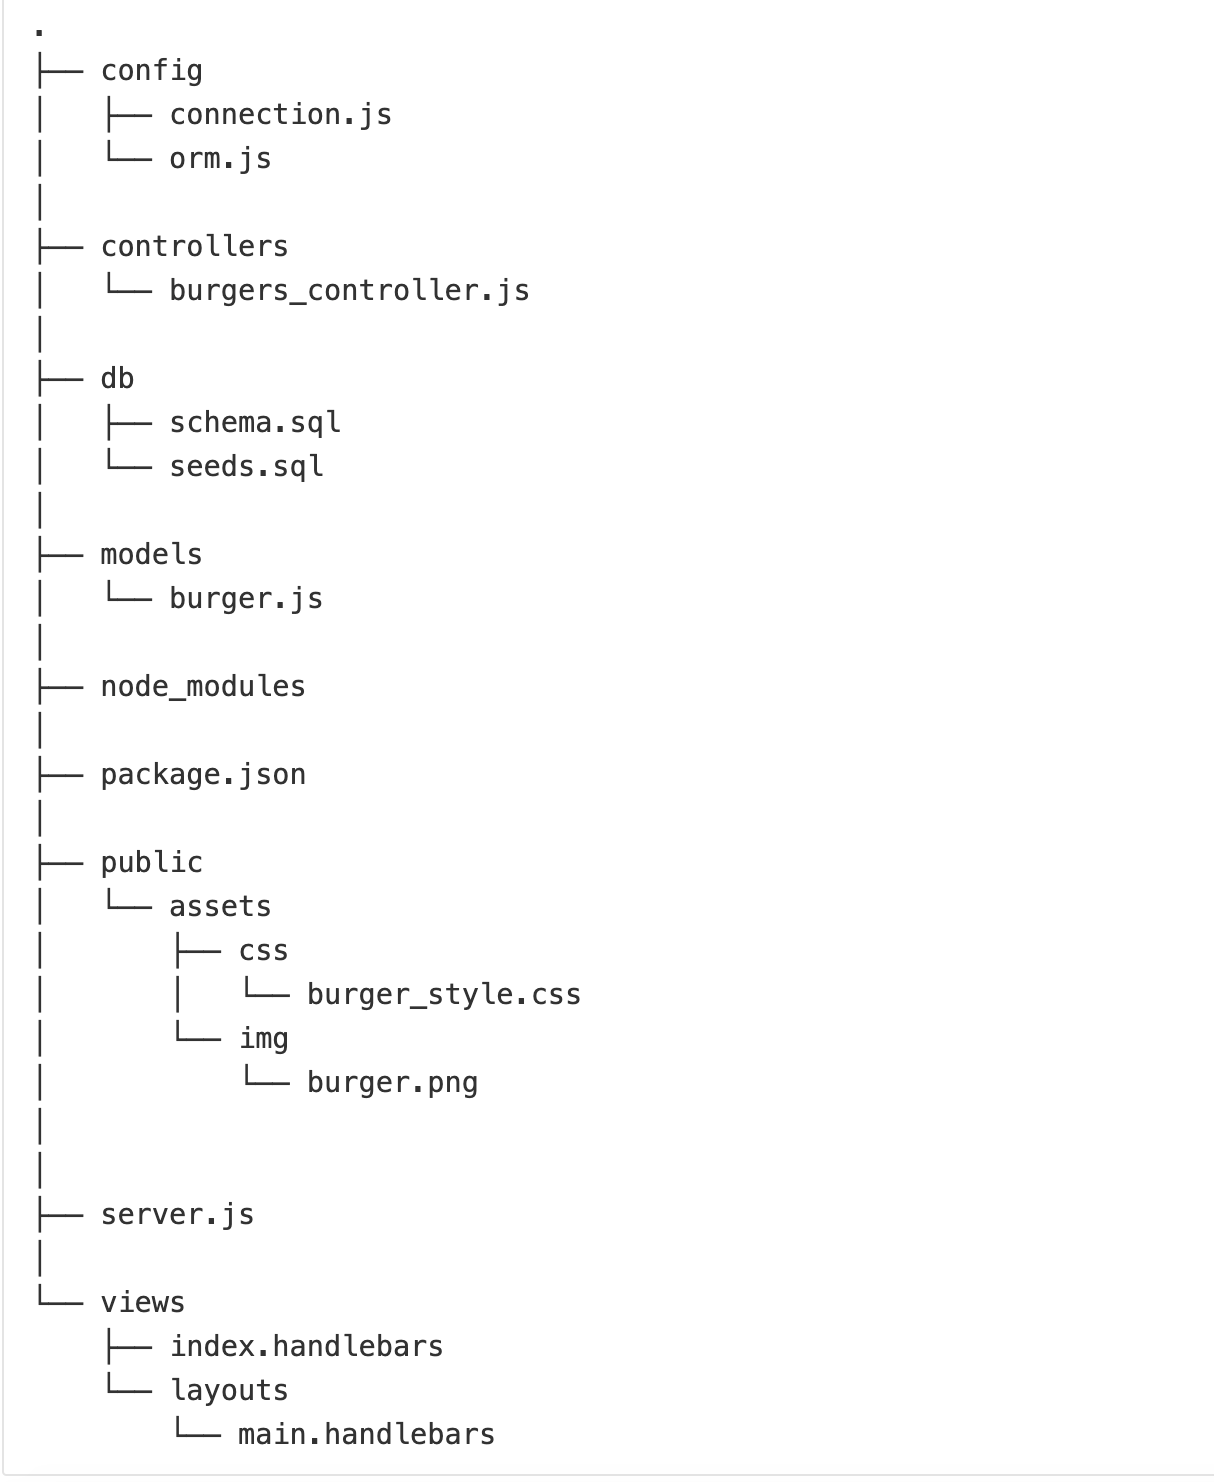 .
├── config
│   ├── connection.js
│   └── orm.js
│
├── controllers
│   └── burgers_controller.js
│
├── db
│   ├── schema.sql
│   └── seeds.sql
│
├── models
│   └── burger.js
│
├── node_modules
│
├── package.json
│
├── public
│   └── assets
│       ├── css
│       │   └── burger_style.css
│       └── img
│           └── burger.png
│
│
├── server.js
│
└── views
    ├── index.handlebars
    └── layouts
        └── main.handlebars